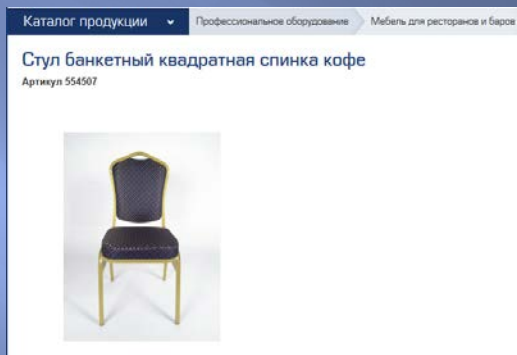 Каталог продукции
Профессиональное оборудование
Мебель для ресторанов и баров
Стул банкетный квадратная спинка кофе
Артикул 554507